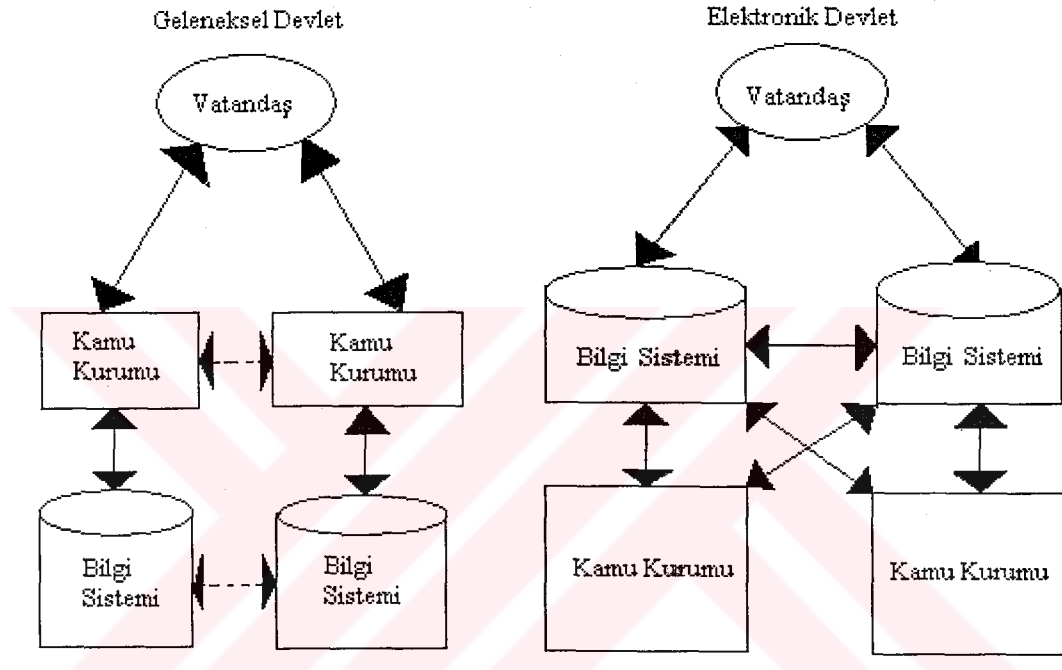 Geleneksel Devlet
Vatandaş
Kamu
Kurumu
Kamu
Kurumu
Bilgi
Sistemi
Bilgi
Sistemi
Elektronik Devlet
Vatandaş
Bilgi Sistemi
Bilgi Sistemi
Kamu Kurumu
Kamu Kurumu